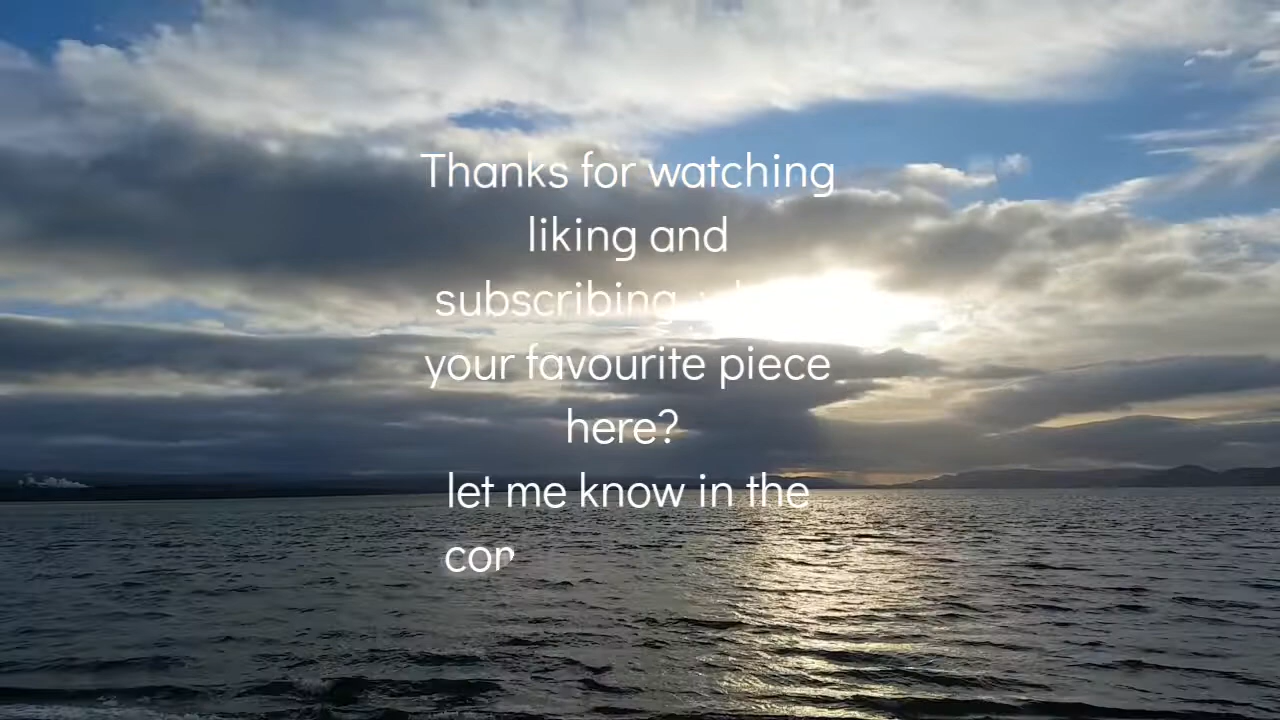 Thanks for watching
liking and
subscribing
your favourite piece
here?
let me know in the